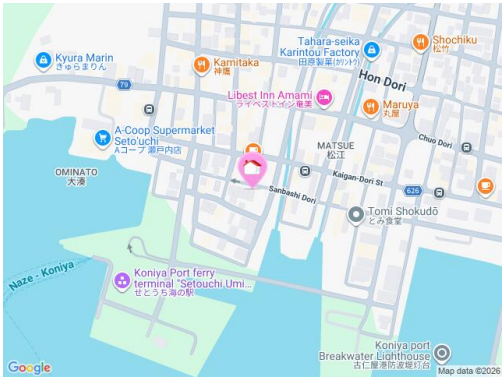 Tahara-seika
Karintou Factory
田原製菓(カリントウ)
Shochiku
松竹
Kyura Marin
きゅらまりん
Kamitaka
神鷹
Hon Dori
79
Libest Inn Amami
ライベストイン奄美
Maruya
丸屋
A-Coop Supermarket
Seto'uchi
Aコープ 瀬戸内店
MATSUE
松江
Chuo Dori
OMINATO
大湊
Kaigan-Dori St
626
Sanbashi Dori
Tomi Shokudō
とみ食堂
Naze - Koniya
Koniya Port ferry
terminal "Setouchi.Umi...
せとうち海の駅
Koniya port
Breakwater Lighthouse
古仁屋港防波堤灯台
Google
Map data ©2026